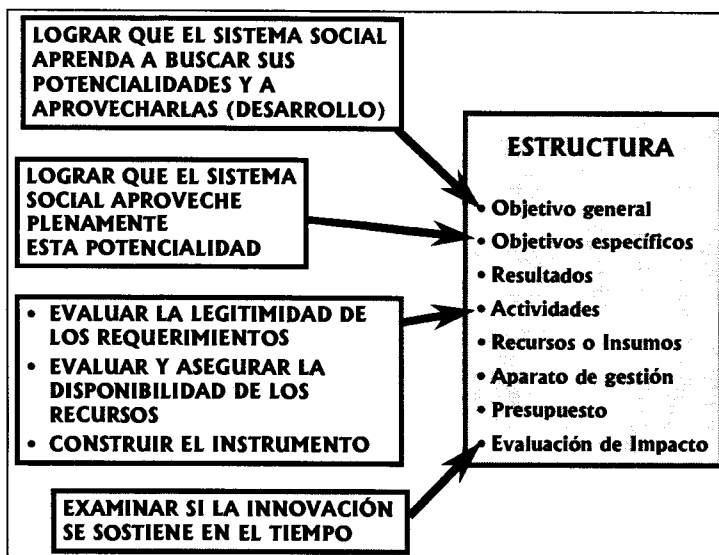 LOGRAR QUE EL SISTEMA SOCIAL
APRENDA A BUSCAR SUS
POTENCIALIDADES Y A
APROVECHARLAS (DESARROLLO)
LOGRAR QUE EL SISTEMA
SOCIAL APROVECHE
PLENAMENTE
ESTA POTENCIALIDAD
• EVALUAR LA LEGITIMIDAD DE
LOS REQUERIMIENTOS
• EVALUAR Y ASEGURAR LA
DISPONIBILIDAD DE LOS
RECURSOS
• CONSTRUIR EL INSTRUMENTO
EXAMINAR SI LA INNOVACIÓN
SE SOSTIENE EN EL TIEMPO
ESTRUCTURA
• Objetivo general
• Objetivos específicos
• Resultados
• Actividades
• Recursos o Insumos
• Aparato de gestión
• Presupuesto
• Evaluación de Impacto